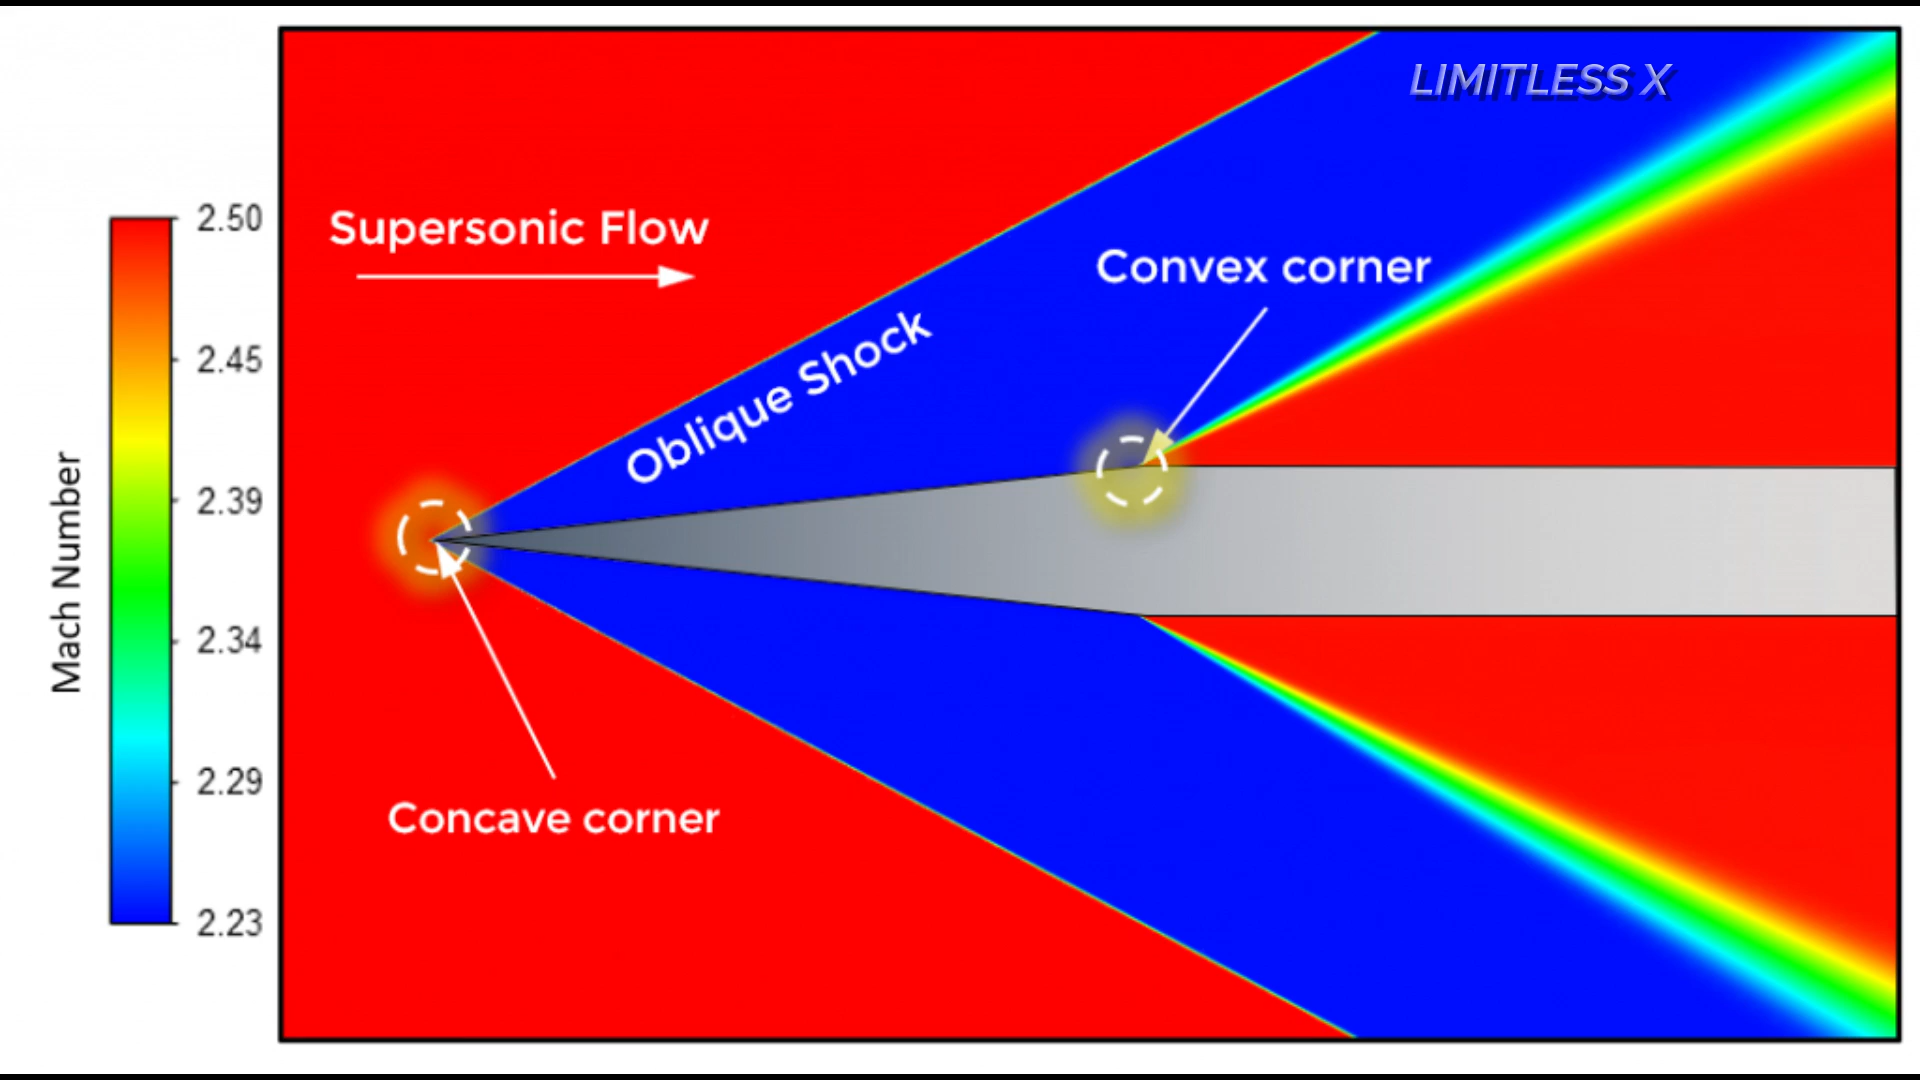 LIMITLESS X
Supersonic Flow
Convex corner
Oblique Shock
Concave corner
Mach Number
2.50
2.45
2.39
2.34
2.29
2.23